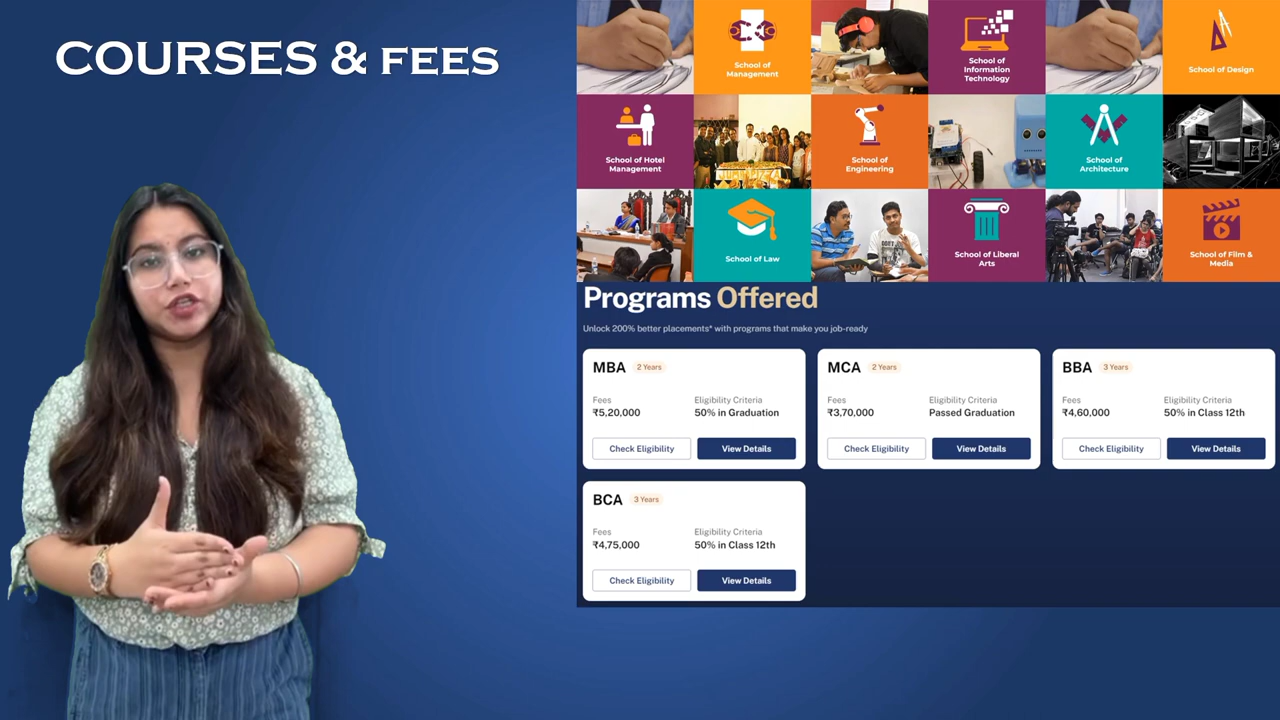 COURSES & FEES
School of
Management
School of
Information
Technology
School of Design
School of Hotel
Management
School of
Engineering
School of
Architecture
School of Law
School of Liberal
Arts
School of Film &
Media
Programs Offered
Unlock 200% better placements* with programs that make you job-ready
MBA 2 Years
Fees Eligibility Criteria
₹5,20,000 50% in Graduation
Check Eligibility View Details
MCA 2 Years
Fees Eligibility Criteria
₹3,70,000 Passed Graduation
Check Eligibility View Details
BBA 3 Years
Fees Eligibility Criteria
₹4,60,000 50% in Class 12th
Check Eligibility View Details
BCA 3 Years
Fees Eligibility Criteria
₹4,75,000 50% in Class 12th
Check Eligibility View Details